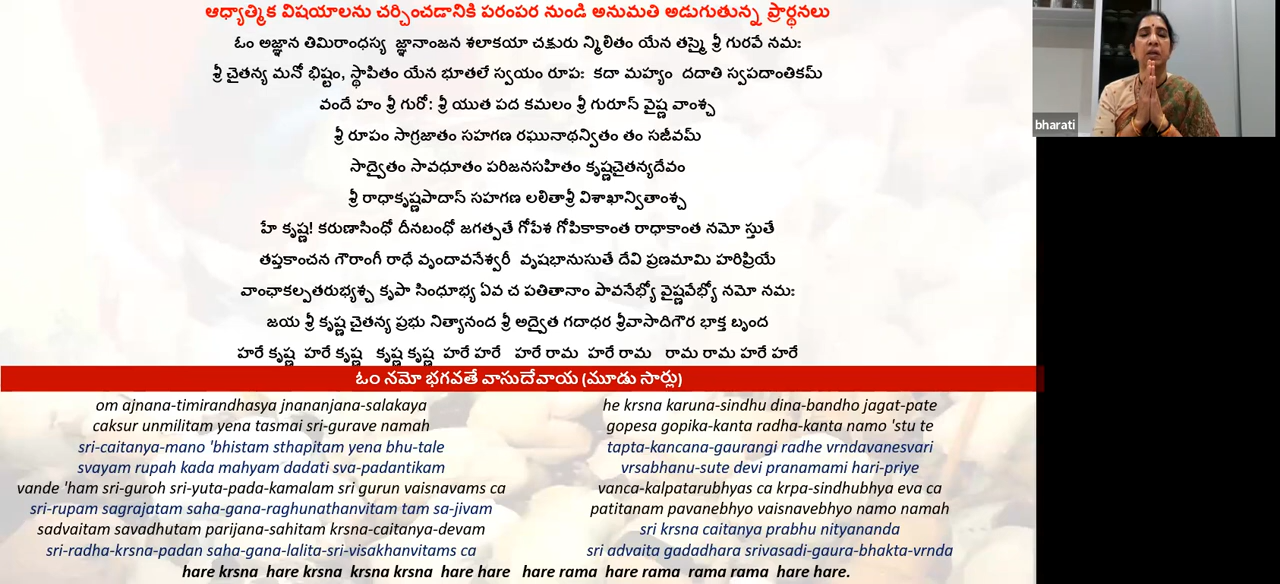 ఆధ్యాత్మిక విషయాలను చర్చించడానికి పరంపర నుండి అనుమతి అడుగుతున్న ప్రార్థనలు
ఓం అజ్ఞాన తిమిరాంధస్య జ్ఞానాంజన శలాకయా చక్షురు న్మిలితం యేన తస్మై శ్రీ గురవే నమః
శ్రీ చైతన్య మనో భిష్టం, స్థాపితం యేన భూతలే స్వయం రూపః కదా మహ్యం దదాతి స్వపదాంతికమ్
వందే హం శ్రీ గురో: శ్రీ యుత పద కమలం శ్రీ గురూస్ వైష్ణ వాంశ్చ
శ్రీ రూపం సాగ్రజాతం సహగణ రఘునాథన్వితం తం సజీవమ్
సాద్వైతం సావధూతం పరిజనసహితం కృష్ణచైతన్యదేవం
శ్రీ రాధాకృష్ణపాదాన్ సహగణ లలితాశ్రీ విశాఖాన్వితాంశ్చ
హే కృష్ణ! కరుణాసింధో దీనబంధో జగత్పతే గోపేశ గోపికాకాంత రాధాకాంత నమో స్తుతే
తప్తకాంచన గౌరాంగీ రాధే వృందావనేశ్వరీ వృషభానుసుతే దేవి ప్రణమామి హరిప్రియే
వాంఛాకల్పతరుభ్యశ్చ కృపా సింధూభ్య ఏవ చ పతితానాం పావనేభ్యో వైష్ణవేభ్యో నమో నమః
జయ శ్రీ కృష్ణ చైతన్య ప్రభు నిత్యానంద శ్రీ అద్వైత గదాధర శ్రీవాసాదిగౌర భాక్త బృంద
హరే కృష్ణ హరే కృష్ణ కృష్ణ కృష్ణ హరే హరే హరే రామ హరే రామ రామ రామ హరే హరే
ఓం నమో భగవతే వాసుదేవాయ (మూడు సార్లు)
om ajnana-timirandhasya jnananjana-salakaya
caksur unmilitam yena tasmai sri-gurave namah
sri-caitanya-mano 'bhistam sthapitam yena bhu-tale
svayam rupah kada mahyam dadati sva-padantikam
vande 'ham sri-guroh sri-yuta-pada-kamalam sri gurun vaisnavams ca
sri-rupam sagrajatam saha-gana-raghunathanvitam tam sa-jivam
sadvaitam savadhutam parijana-sahitam krsna-caitanya-devam
sri-radha-krsna-padan saha-gana-lalita-sri-visakhanvitams ca
he krsna karuna-sindhu dina-bandho jagat-pate
gopesa gopika-kanta radha-kanta namo 'stu te
tapta-kancana-gaurangi radhe vrndavanesvari
vrsabhanu-sute devi pranamami hari-priye
vanca-kalpatarubhyas ca krpa-sindhubhya eva ca
patitanam pavanebhyo vaisnavebhyo namo namah
sri krsna caitanya prabhu nityananda
sri advaita gadadhara srivasadi-gaura-bhakta-vrnda
hare krsna hare krsna krsna krsna hare hare hare rama hare rama rama rama hare hare.
bharati